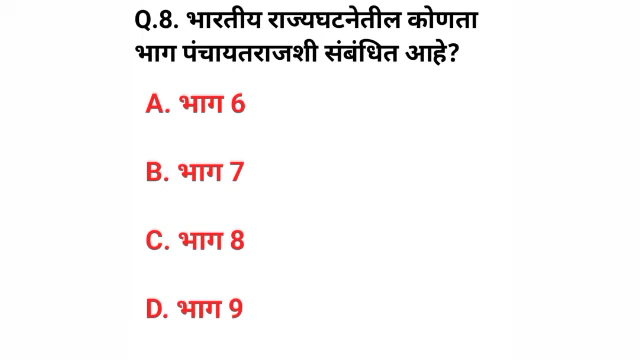 Q.8. भारतीय राज्यघटनेतील कोणता
भाग पंचायतराजशी संबंधित आहे?
A. भाग 6
B. भाग 7
C. भाग 8
D. भाग 9